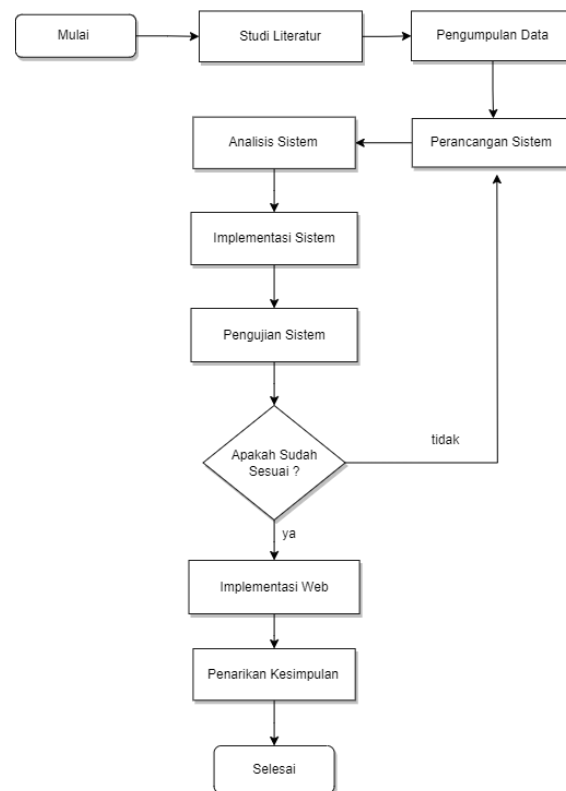 Mulai
Studi Literatur
Pengumpulan Data
Perancangan Sistem
Analisis Sistem
Implementasi Sistem
Pengujian Sistem
Apakah Sudah
Sesuai ?
tidak
ya
Implementasi Web
Penarikan Kesimpulan
Selesai